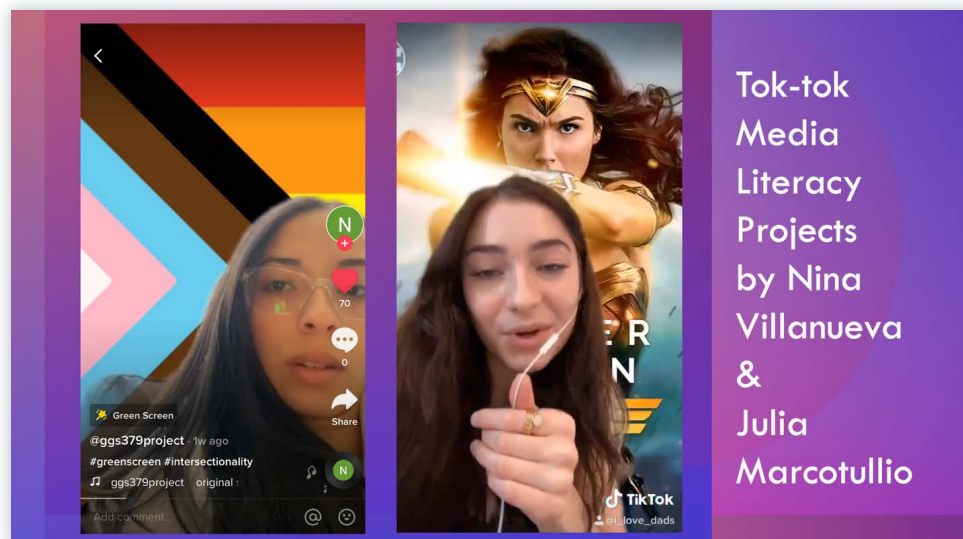 N
70
0
Share
Green Screen
@ggs379project · 1w ago
#greenscreen #intersectionality
ggs379project original
N
Add comment...
E R
N
TikTok
Tok-tok
Media
Literacy
Projects
by Nina
Villanueva
&
Julia
Marcotullio